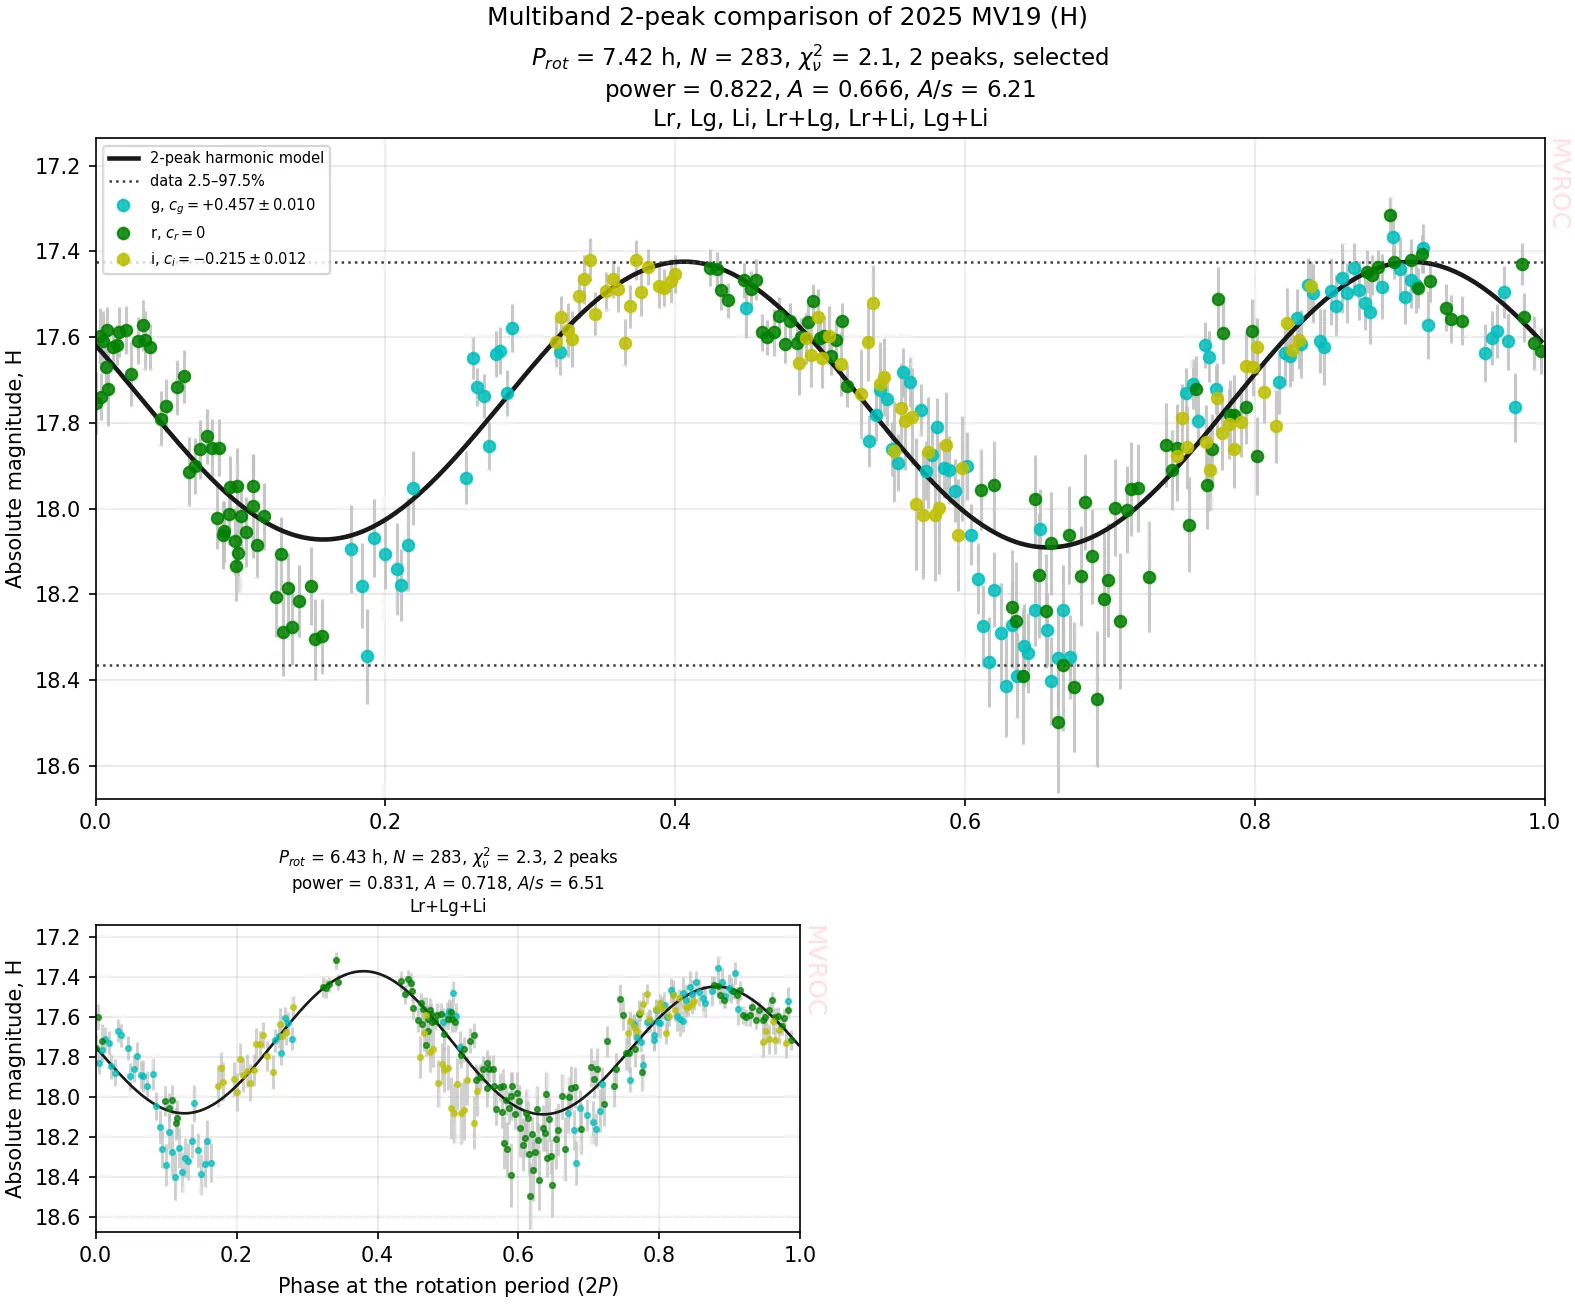 Multiband 2-peak comparison of 2025 MV19 (H)
P_rot = 7.42 h, N = 283, χ²_ν = 2.1, 2 peaks, selected
power = 0.822, A = 0.666, A/s = 6.21
Lr, Lg, Li, Lr+Lg, Lr+Li, Lg+Li
2-peak harmonic model
data 2.5–97.5%
g, c_g = +0.457 ± 0.010
r, c_r = 0
i, c_i = −0.215 ± 0.012
MVROC
Absolute magnitude, H
17.2
17.4
17.6
17.8
18.0
18.2
18.4
18.6
0.0 0.2 0.4 0.6 0.8 1.0
P_rot = 6.43 h, N = 283, χ²_ν = 2.3, 2 peaks
power = 0.831, A = 0.718, A/s = 6.51
Lr+Lg+Li
MVROC
Absolute magnitude, H
17.2
17.4
17.6
17.8
18.0
18.2
18.4
18.6
0.0 0.2 0.4 0.6 0.8 1.0
Phase at the rotation period (2P)